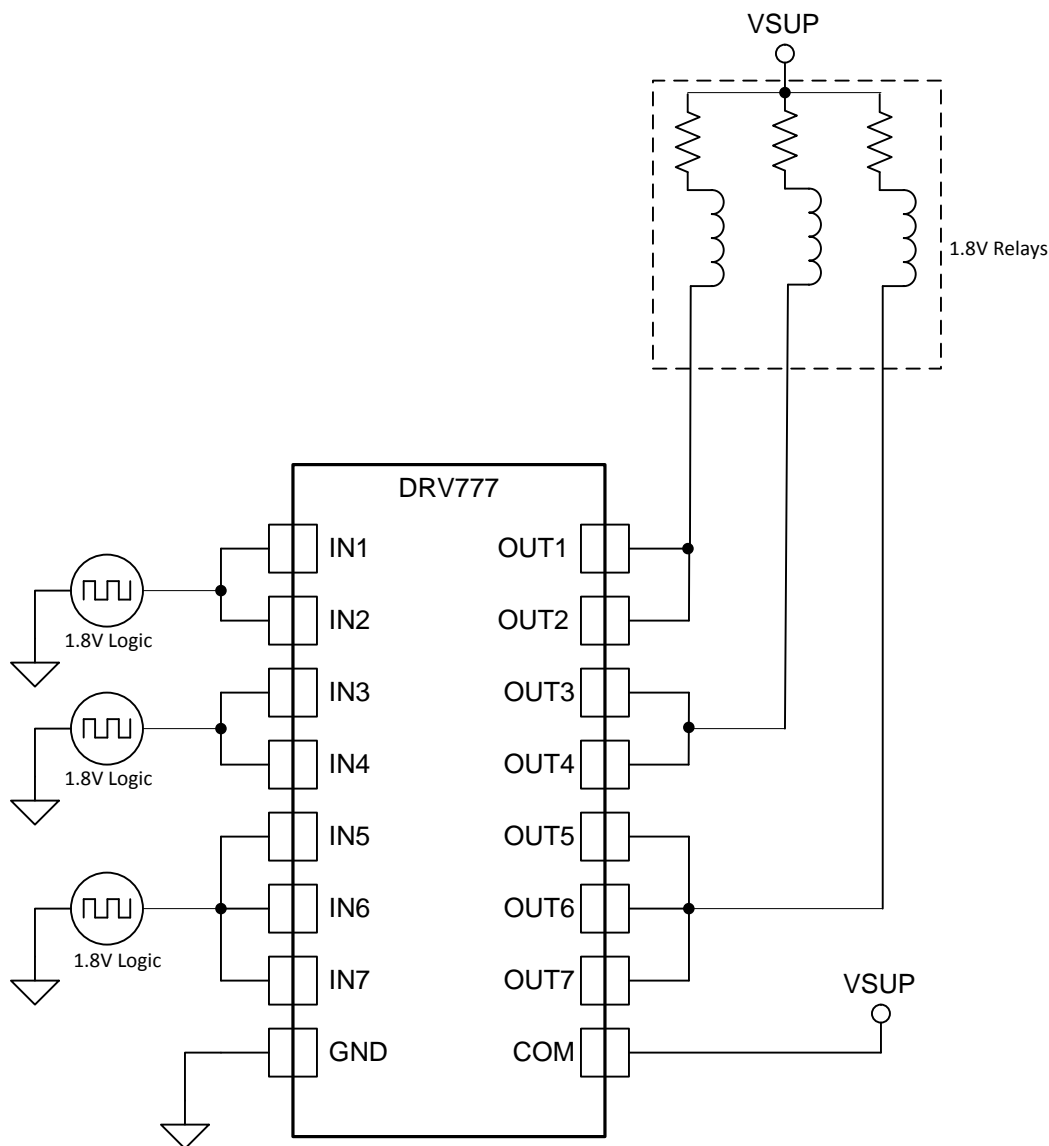 VSUP
1.8V Relays
DRV777
IN1
OUT1
IN2
OUT2
1.8V Logic
IN3
OUT3
IN4
OUT4
1.8V Logic
IN5
OUT5
IN6
OUT6
1.8V Logic
IN7
OUT7
VSUP
GND
COM